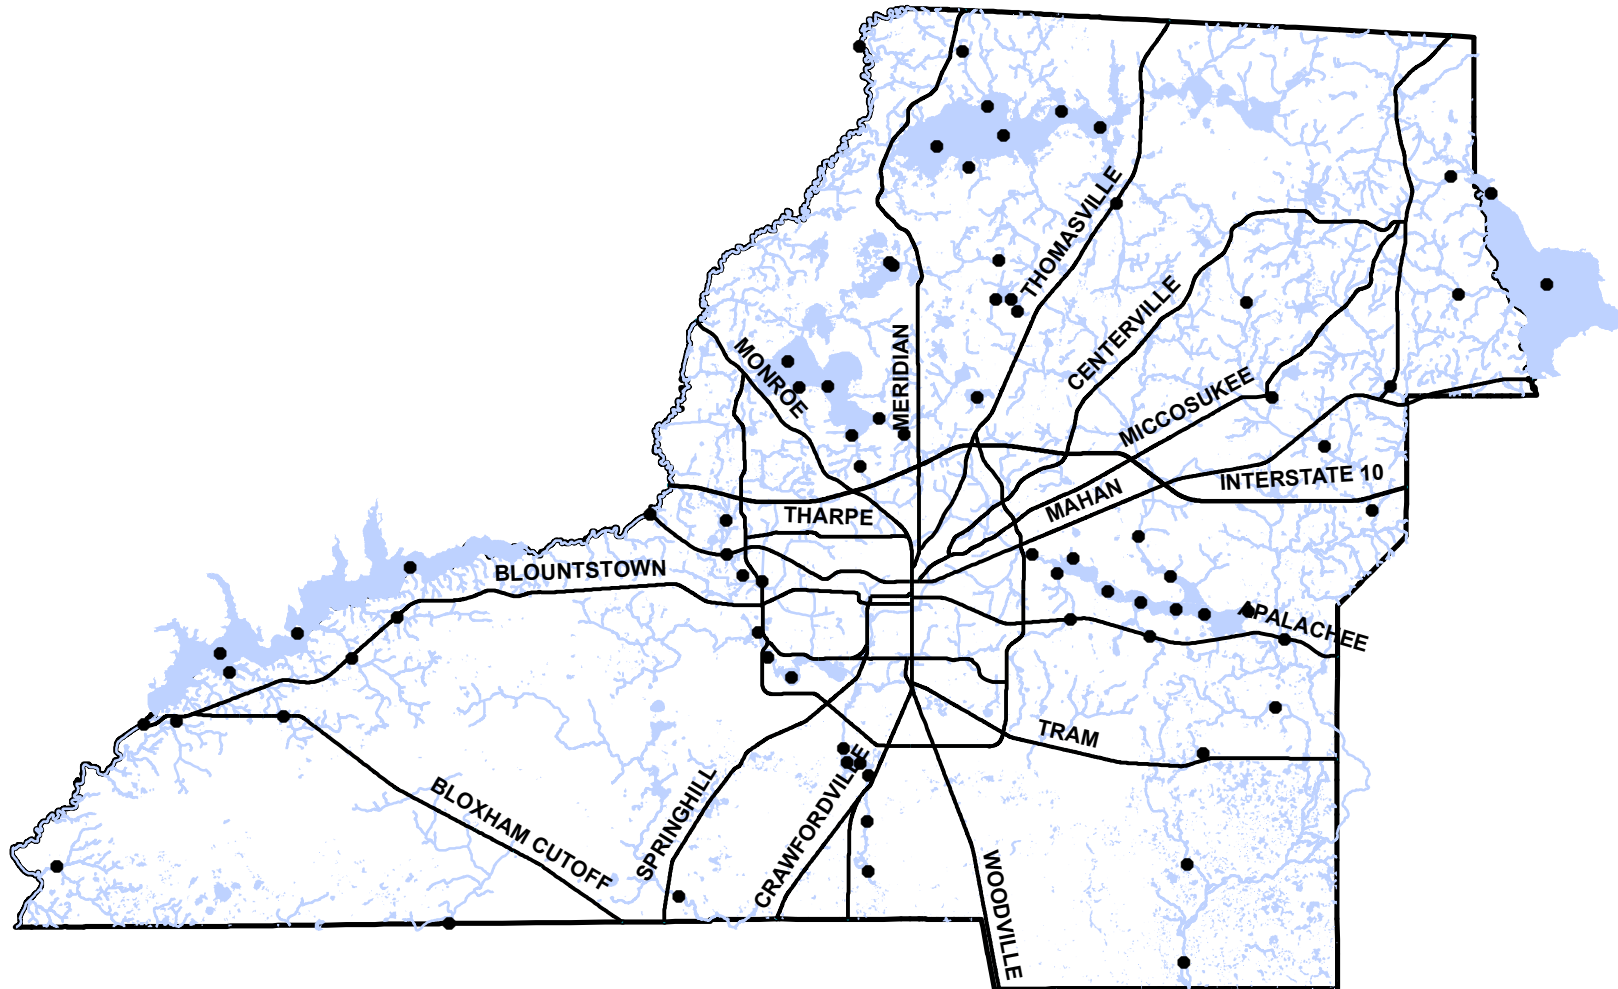 THOMASVILLE
CENTERVILLE
MERIDIAN
MONROE
MICCOSUKEE
INTERSTATE 10
MAHAN
THARPE
BLOUNTSTOWN
APALACHEE
TRAM
BLOXHAM CUTOFF
SPRINGHILL
CRAWFORDVILLE
WOODVILLE